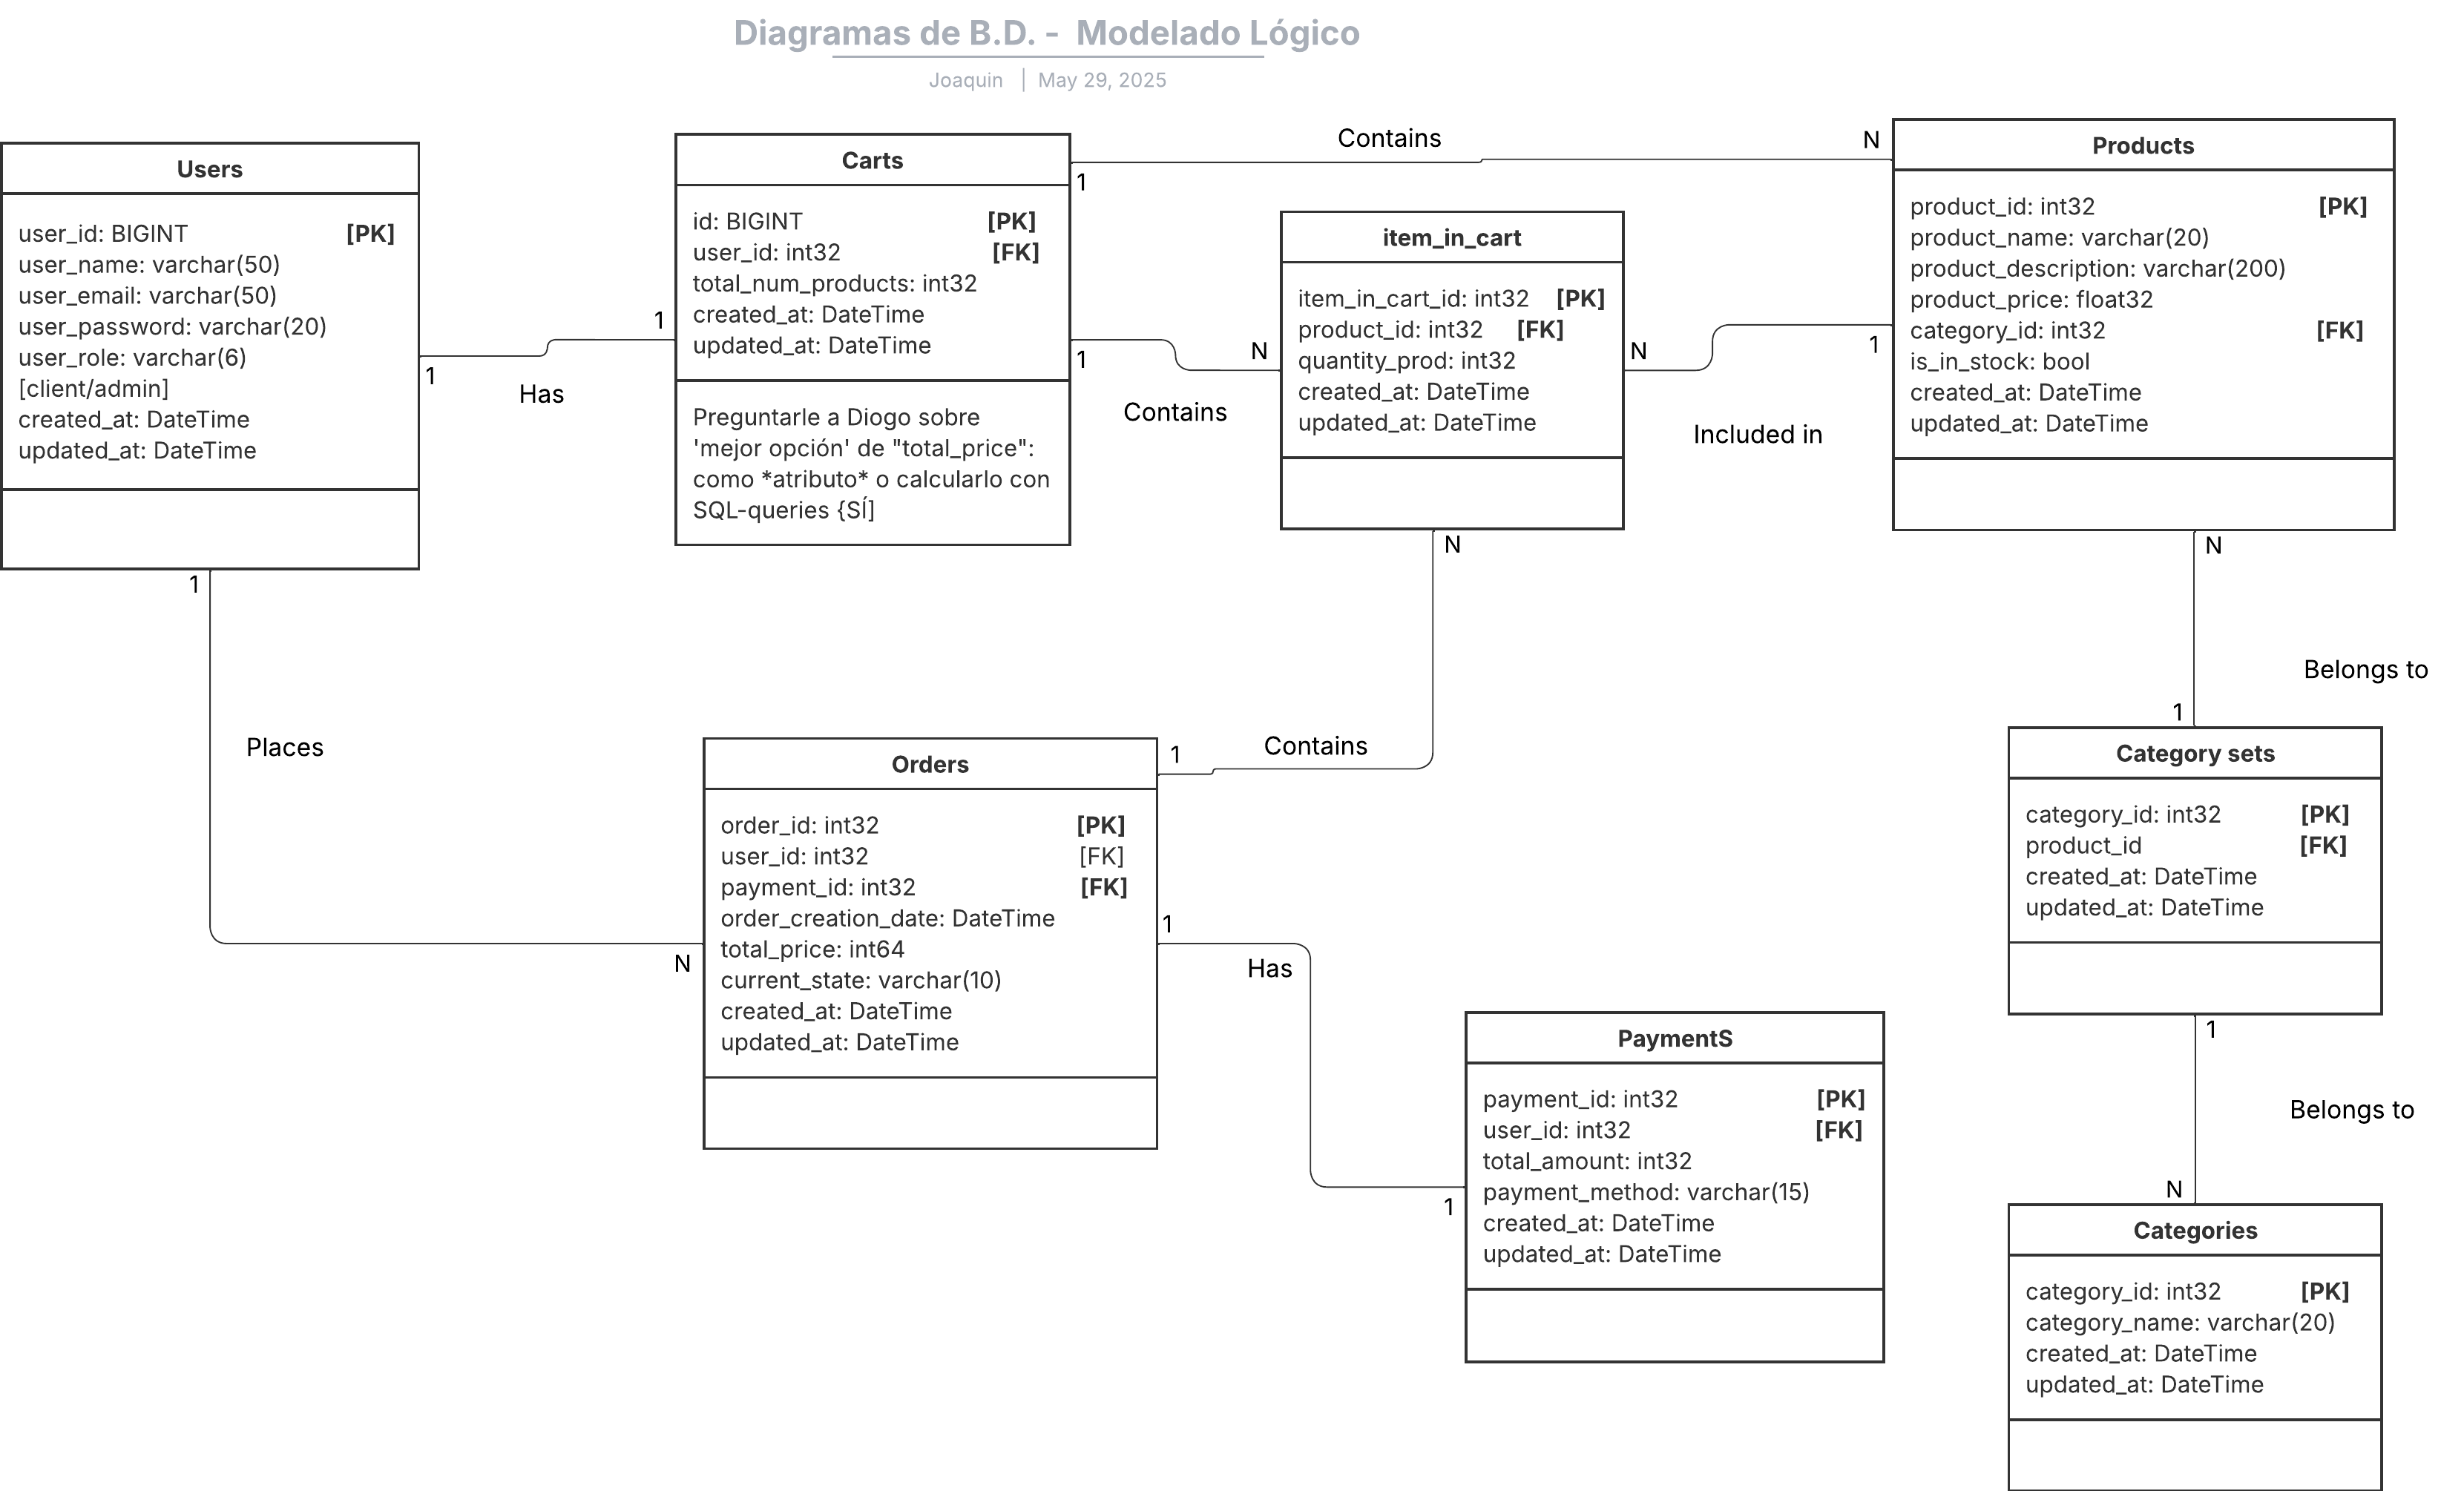 Diagramas de B.D. - Modelado Lógico
Joaquin | May 29, 2025
Users
user_id: BIGINT [PK]
user_name: varchar(50)
user_email: varchar(50)
user_password: varchar(20)
user_role: varchar(6)
[client/admin]
created_at: DateTime
updated_at: DateTime
1
Has
1
Carts
id: BIGINT [PK]
user_id: int32 [FK]
total_num_products: int32
created_at: DateTime
updated_at: DateTime
Preguntarle a Diogo sobre
'mejor opción' de "total_price":
como *atributo* o calcularlo con
SQL-queries {SÍ]
1
Contains
N
1
Contains
N
item_in_cart
item_in_cart_id: int32 [PK]
product_id: int32 [FK]
quantity_prod: int32
created_at: DateTime
updated_at: DateTime
N
Included in
1
Products
product_id: int32 [PK]
product_name: varchar(20)
product_description: varchar(200)
product_price: float32
category_id: int32 [FK]
is_in_stock: bool
created_at: DateTime
updated_at: DateTime
1
Places
N
N
Contains
1
Orders
order_id: int32 [PK]
user_id: int32 [FK]
payment_id: int32 [FK]
order_creation_date: DateTime
total_price: int64
current_state: varchar(10)
created_at: DateTime
updated_at: DateTime
1
Has
1
PaymentS
payment_id: int32 [PK]
user_id: int32 [FK]
total_amount: int32
payment_method: varchar(15)
created_at: DateTime
updated_at: DateTime
N
Belongs to
1
Category sets
category_id: int32 [PK]
product_id [FK]
created_at: DateTime
updated_at: DateTime
1
Belongs to
N
Categories
category_id: int32 [PK]
category_name: varchar(20)
created_at: DateTime
updated_at: DateTime